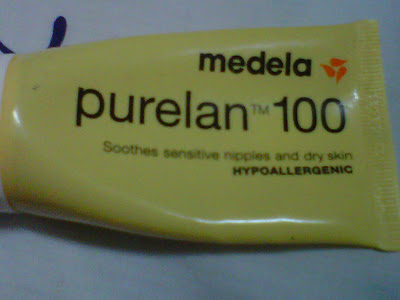 medela
purelan™ 100
Soothes sensitive nipples and dry skin
HYPOALLERGENIC